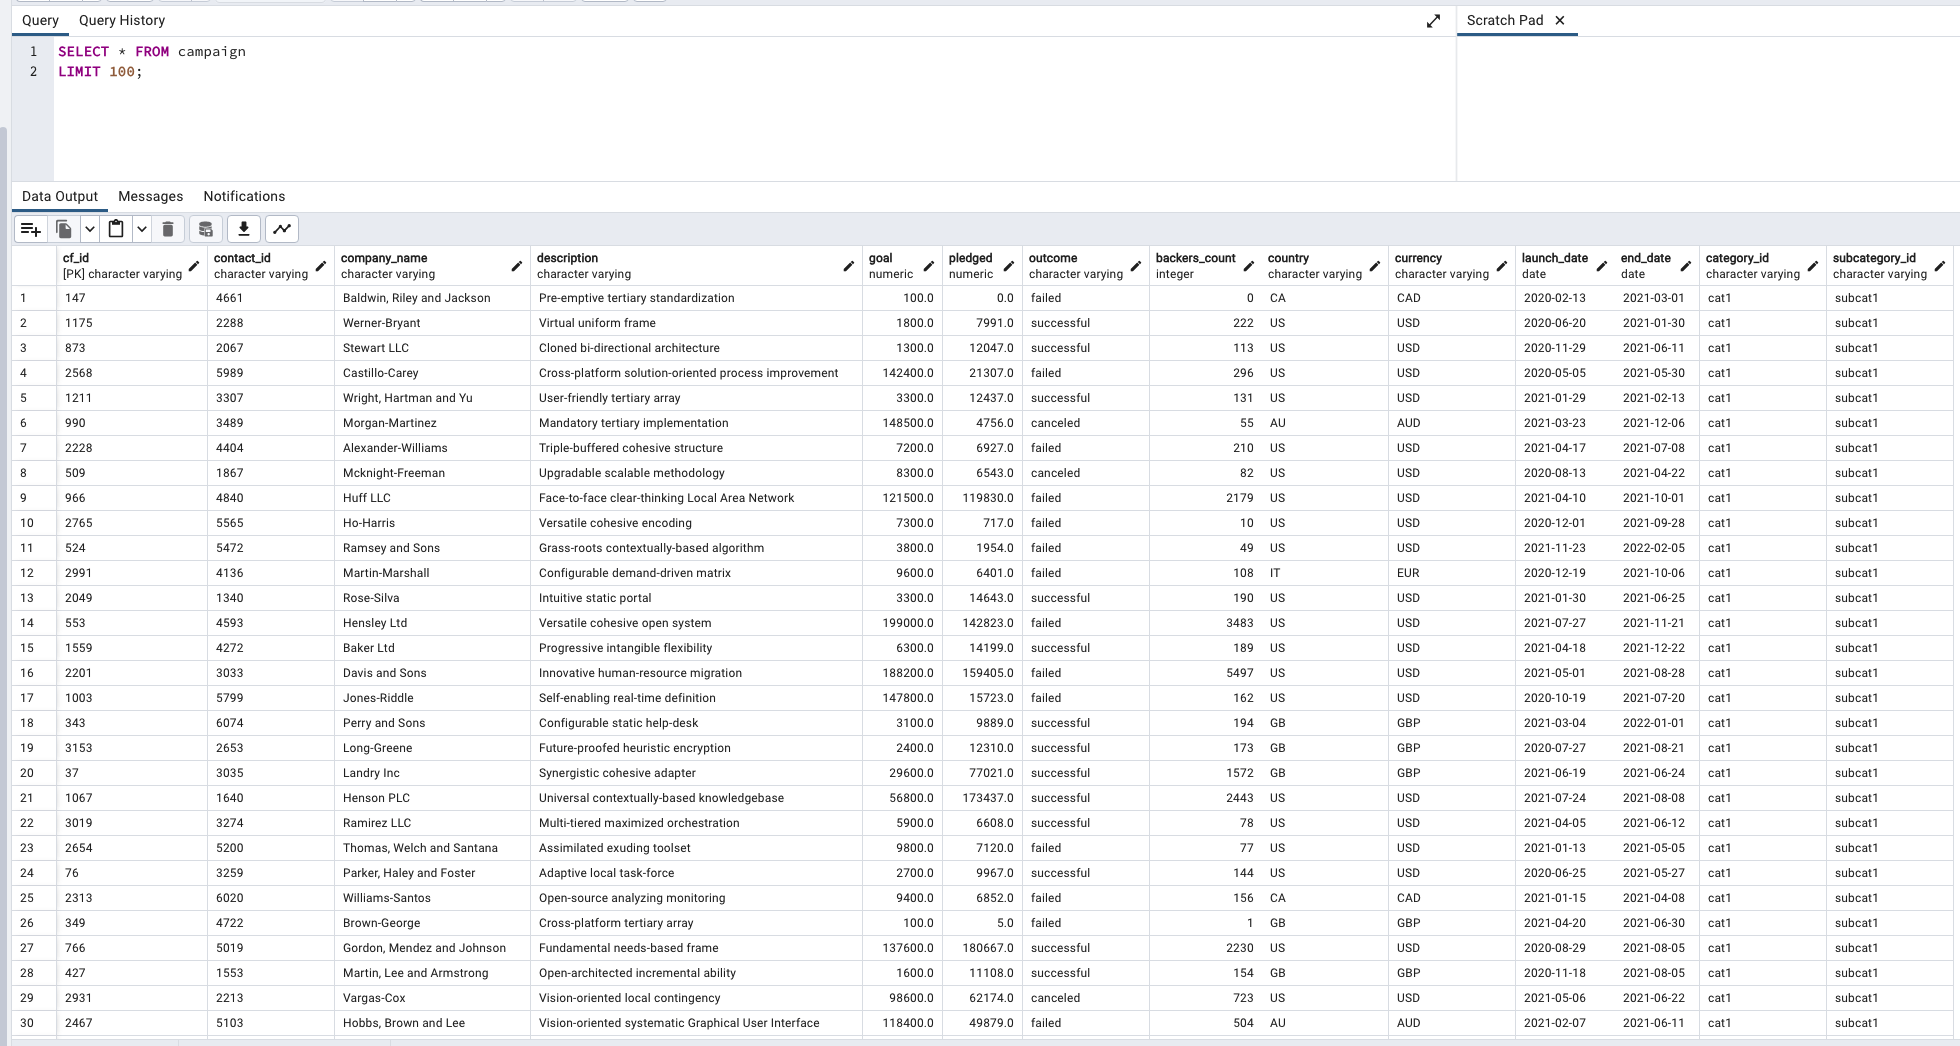 Query Query History Scratch Pad
1 SELECT * FROM campaign
2 LIMIT 100;
Data Output Messages Notifications
cf_id contact_id company_name description goal pledged outcome backers_count country currency launch_date end_date category_id subcategory_id
[PK] character varying character varying character varying character varying numeric numeric character varying integer character varying character varying date date character varying character varying
1 147 4661 Baldwin, Riley and Jackson Pre-emptive tertiary standardization 100.0 0.0 failed 0 CA CAD 2020-02-13 2021-03-01 cat1 subcat1
2 1175 2288 Werner-Bryant Virtual uniform frame 1800.0 7991.0 successful 222 US USD 2020-06-20 2021-01-30 cat1 subcat1
3 873 2067 Stewart LLC Cloned bi-directional architecture 1300.0 12047.0 successful 113 US USD 2020-11-29 2021-06-11 cat1 subcat1
4 2568 5989 Castillo-Carey Cross-platform solution-oriented process improvement 142400.0 21307.0 failed 296 US USD 2020-05-05 2021-05-30 cat1 subcat1
5 1211 3307 Wright, Hartman and Yu User-friendly tertiary array 3300.0 12437.0 successful 131 US USD 2021-01-29 2021-02-13 cat1 subcat1
6 990 3489 Morgan-Martinez Mandatory tertiary implementation 148500.0 4756.0 canceled 55 AU AUD 2021-03-23 2021-12-06 cat1 subcat1
7 2228 4404 Alexander-Williams Triple-buffered cohesive structure 7200.0 6927.0 failed 210 US USD 2021-04-17 2021-07-08 cat1 subcat1
8 509 1867 Mcknight-Freeman Upgradable scalable methodology 8300.0 6543.0 canceled 82 US USD 2020-08-13 2021-04-22 cat1 subcat1
9 966 4840 Huff LLC Face-to-face clear-thinking Local Area Network 121500.0 119830.0 failed 2179 US USD 2021-04-10 2021-10-01 cat1 subcat1
10 2765 5565 Ho-Harris Versatile cohesive encoding 7300.0 717.0 failed 10 US USD 2020-12-01 2021-09-28 cat1 subcat1
11 524 5472 Ramsey and Sons Grass-roots contextually-based algorithm 3800.0 1954.0 failed 49 US USD 2021-11-23 2022-02-05 cat1 subcat1
12 2991 4136 Martin-Marshall Configurable demand-driven matrix 9600.0 6401.0 failed 108 IT EUR 2020-12-19 2021-10-06 cat1 subcat1
13 2049 1340 Rose-Silva Intuitive static portal 3300.0 14643.0 successful 190 US USD 2021-01-30 2021-06-25 cat1 subcat1
14 553 4593 Hensley Ltd Versatile cohesive open system 199000.0 142823.0 failed 3483 US USD 2021-07-27 2021-11-21 cat1 subcat1
15 1559 4272 Baker Ltd Progressive intangible flexibility 6300.0 14199.0 successful 189 US USD 2021-04-18 2021-12-22 cat1 subcat1
16 2201 3033 Davis and Sons Innovative human-resource migration 188200.0 159405.0 failed 5497 US USD 2021-05-01 2021-08-28 cat1 subcat1
17 1003 5799 Jones-Riddle Self-enabling real-time definition 147800.0 15723.0 failed 162 US USD 2020-10-19 2021-07-20 cat1 subcat1
18 343 6074 Perry and Sons Configurable static help-desk 3100.0 9889.0 successful 194 GB GBP 2021-03-04 2022-01-01 cat1 subcat1
19 3153 2653 Long-Greene Future-proofed heuristic encryption 2400.0 12310.0 successful 173 GB GBP 2020-07-27 2021-08-21 cat1 subcat1
20 37 3035 Landry Inc Synergistic cohesive adapter 29600.0 77021.0 successful 1572 GB GBP 2021-06-19 2021-06-24 cat1 subcat1
21 1067 1640 Henson PLC Universal contextually-based knowledgebase 56800.0 173437.0 successful 2443 US USD 2021-07-24 2021-08-08 cat1 subcat1
22 3019 3274 Ramirez LLC Multi-tiered maximized orchestration 5900.0 6608.0 successful 78 US USD 2021-04-05 2021-06-12 cat1 subcat1
23 2654 5200 Thomas, Welch and Santana Assimilated exuding toolset 9800.0 7120.0 failed 77 US USD 2021-01-13 2021-05-05 cat1 subcat1
24 76 3259 Parker, Haley and Foster Adaptive local task-force 2700.0 9967.0 successful 144 US USD 2020-06-25 2021-05-27 cat1 subcat1
25 2313 6020 Williams-Santos Open-source analyzing monitoring 9400.0 6852.0 failed 156 CA CAD 2021-01-15 2021-04-08 cat1 subcat1
26 349 4722 Brown-George Cross-platform tertiary array 100.0 5.0 failed 1 GB GBP 2021-04-20 2021-06-30 cat1 subcat1
27 766 5019 Gordon, Mendez and Johnson Fundamental needs-based frame 137600.0 180667.0 successful 2230 US USD 2020-08-29 2021-08-05 cat1 subcat1
28 427 1553 Martin, Lee and Armstrong Open-architected incremental ability 1600.0 11108.0 successful 154 GB GBP 2020-11-18 2021-08-05 cat1 subcat1
29 2931 2213 Vargas-Cox Vision-oriented local contingency 98600.0 62174.0 canceled 723 US USD 2021-05-06 2021-06-22 cat1 subcat1
30 2467 5103 Hobbs, Brown and Lee Vision-oriented systematic Graphical User Interface 118400.0 49879.0 failed 504 AU AUD 2021-02-07 2021-06-11 cat1 subcat1